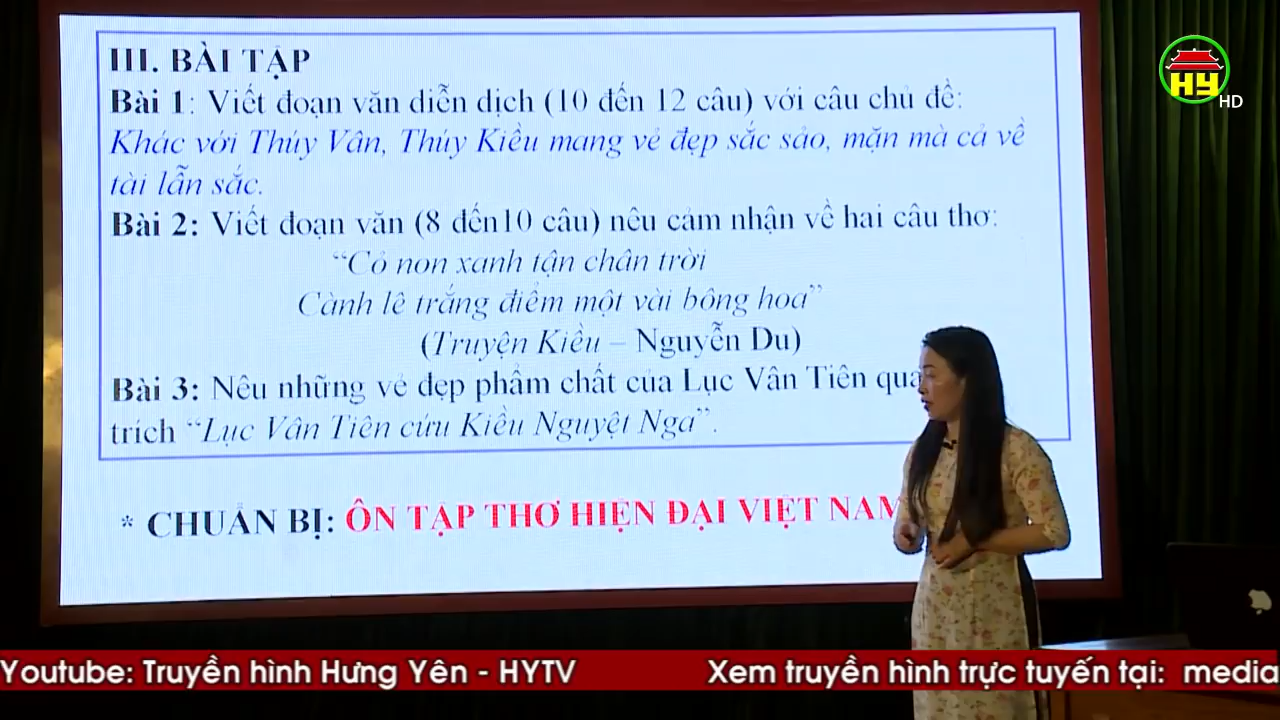 III. BÀI TẬP
Bài 1: Viết đoạn văn diễn dịch (10 đến 12 câu) với câu chủ đề:
Khác với Thúy Vân, Thúy Kiều mang vẻ đẹp sắc sảo, mặn mà cả về
tài lẫn sắc.
Bài 2: Viết đoạn văn (8 đến10 câu) nêu cảm nhận về hai câu thơ:
“Cỏ non xanh tận chân trời
Cành lê trắng điểm một vài bông hoa”
(Truyện Kiều – Nguyễn Du)
Bài 3: Nêu những vẻ đẹp phẩm chất của Lục Vân Tiên qua
trích “Lục Vân Tiên cứu Kiều Nguyệt Nga”.
* CHUẨN BỊ: ÔN TẬP THƠ HIỆN ĐẠI VIỆT NAM
HY
HD
Youtube: Truyền hình Hưng Yên - HYTV Xem truyền hình trực tuyến tại: media